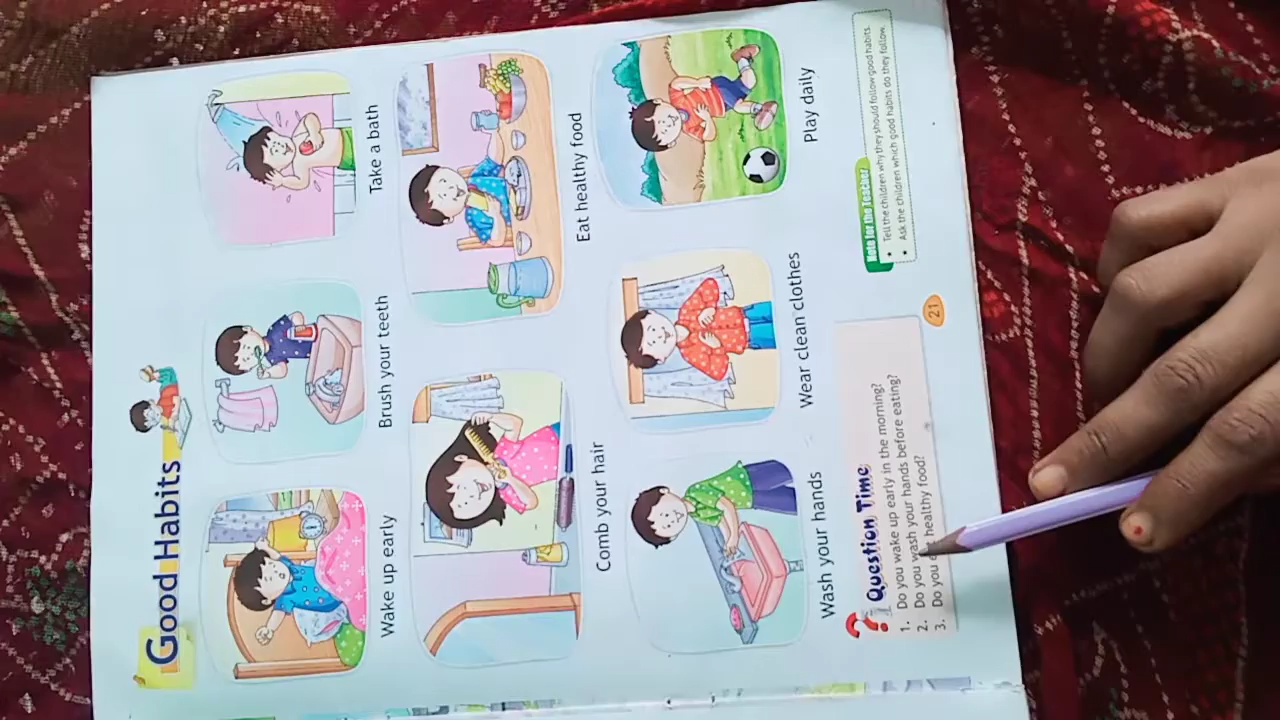 Good Habits
Wake up early
Brush your teeth
Take a bath
Comb your hair
Eat healthy food
Wash your hands
Wear clean clothes
Play daily
Question Time
1. Do you wake up early in the morning?
2. Do you wash your hands before eating?
3. Do you healthy food?
Note for the Teacher
• Tell the children why they should follow good habits.
• Ask the children which good habits do they follow.
21